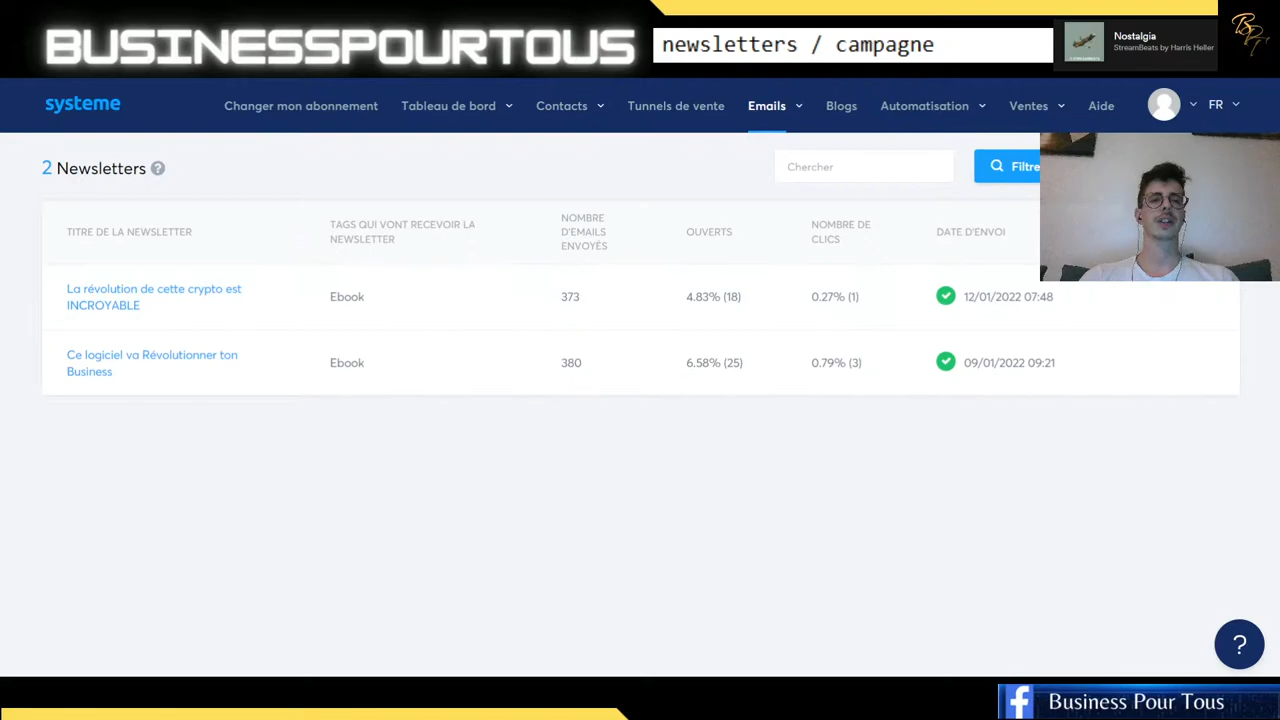 BUSINESSPOURTOUS
newsletters / campagne
Nostalgia
StreamBeats by Harris Heller
systeme
Changer mon abonnement
Tableau de bord
Contacts
Tunnels de vente
Emails
Blogs
Automatisation
Ventes
Aide
FR
2 Newsletters ?
Chercher
Filtre
TITRE DE LA NEWSLETTER
TAGS QUI VONT RECEVOIR LA
NEWSLETTER
NOMBRE
D'EMAILS
ENVOYÉS
OUVERTS
NOMBRE DE
CLICS
DATE D'ENVOI
La révolution de cette crypto est
INCROYABLE
Ebook
373
4.83% (18)
0.27% (1)
12/01/2022 07:48
Ce logiciel va Révolutionner ton
Business
Ebook
380
6.58% (25)
0.79% (3)
09/01/2022 09:21
?
Business Pour Tous